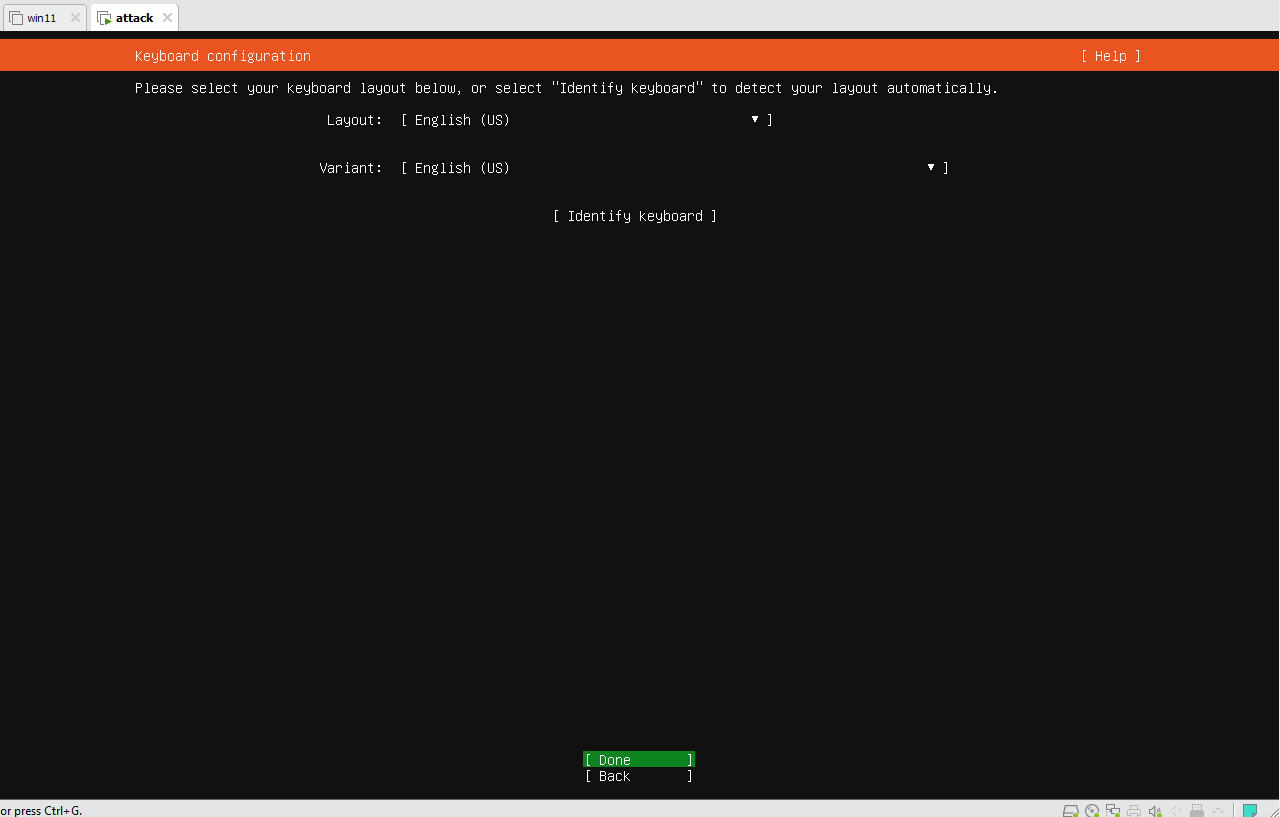 win11
attack
Keyboard configuration [ Help ]
Please select your keyboard layout below, or select "Identify keyboard" to detect your layout automatically.
Layout: [ English (US) ▼ ]
Variant: [ English (US) ▼ ]
[ Identify keyboard ]
[ Done ]
[ Back ]
or press Ctrl+G.